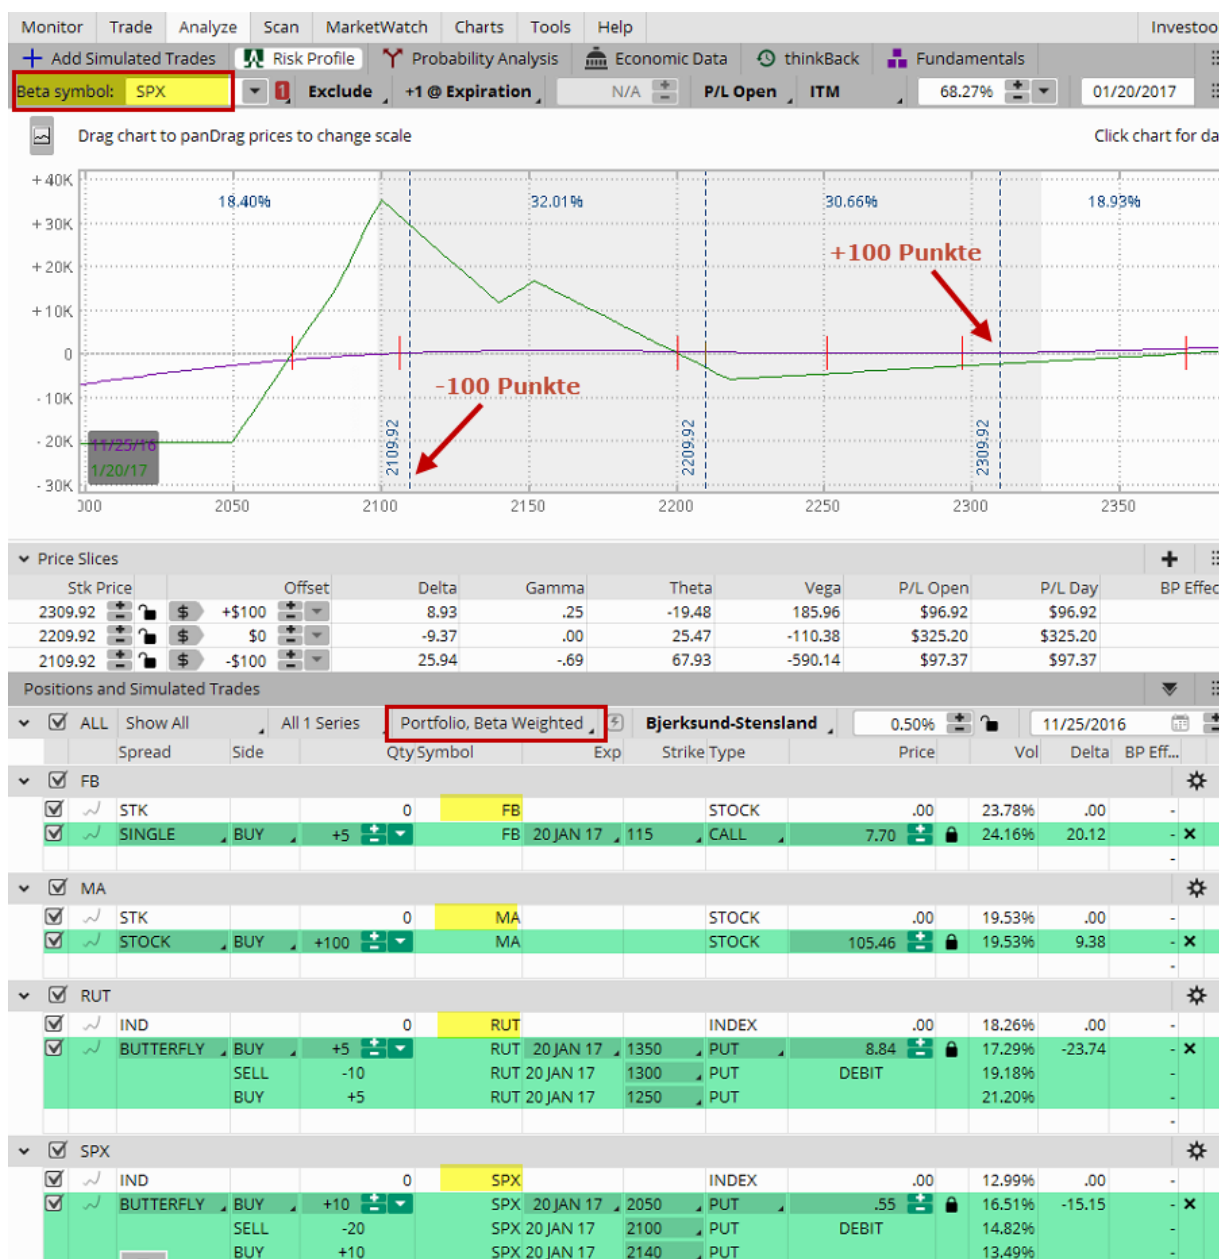 Monitor Trade Analyze Scan MarketWatch Charts Tools Help Investoo
Add Simulated Trades Risk Profile Probability Analysis Economic Data thinkBack Fundamentals
Beta symbol: SPX 1 Exclude +1 @ Expiration N/A P/L Open ITM 68.27% 01/20/2017
Drag chart to panDrag prices to change scale Click chart for da
+40K
18.40% 32.01% 30.66% 18.93%
+30K
+100 Punkte
+20K
+10K
0
-100 Punkte
-10K
2109.92 2209.92 2309.92
-20K
11/25/16
1/20/17
-30K
000 2050 2100 2150 2200 2250 2300 2350
Price Slices
Stk Price Offset Delta Gamma Theta Vega P/L Open P/L Day BP Effec
2309.92 $ +$100 8.93 .25 -19.48 185.96 $96.92 $96.92
2209.92 $ $0 -9.37 .00 25.47 -110.38 $325.20 $325.20
2109.92 $ -$100 25.94 -.69 67.93 -590.14 $97.37 $97.37
Positions and Simulated Trades
ALL Show All All 1 Series Portfolio, Beta Weighted Bjerksund-Stensland 0.50% 11/25/2016
Spread Side Qty Symbol Exp Strike Type Price Vol Delta BP Eff...
FB
STK 0 FB STOCK .00 23.78% .00 -
SINGLE BUY +5 FB 20 JAN 17 115 CALL 7.70 24.16% 20.12 -
-
MA
STK 0 MA STOCK .00 19.53% .00 -
STOCK BUY +100 MA STOCK 105.46 19.53% 9.38 -
-
RUT
IND 0 RUT INDEX .00 18.26% .00 -
BUTTERFLY BUY +5 RUT 20 JAN 17 1350 PUT 8.84 17.29% -23.74 -
SELL -10 RUT 20 JAN 17 1300 PUT DEBIT 19.18%
BUY +5 RUT 20 JAN 17 1250 PUT 21.20%
-
SPX
IND 0 SPX INDEX .00 12.99% .00 -
BUTTERFLY BUY +10 SPX 20 JAN 17 2050 PUT .55 16.51% -15.15 -
SELL -20 SPX 20 JAN 17 2100 PUT DEBIT 14.82%
BUY +10 SPX 20 JAN 17 2140 PUT 13.49%